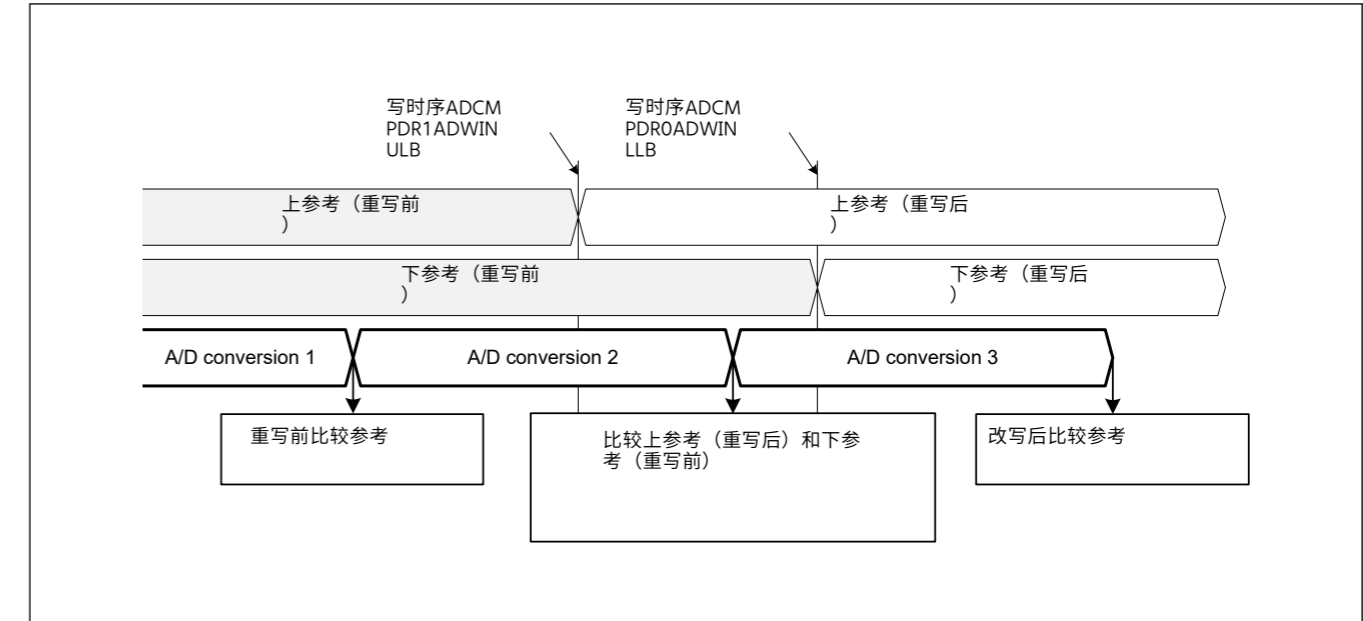 写时序ADCM
PDR1ADWIN
ULB
写时序ADCM
PDR0ADWIN
LLB
上参考（重写前
）
上参考（重写后
）
下参考（重写前
）
下参考（重写后
）
A/D conversion 1
A/D conversion 2
A/D conversion 3
重写前比较参考
比较上参考（重写后）和下参
考（重写前）
改写后比较参考